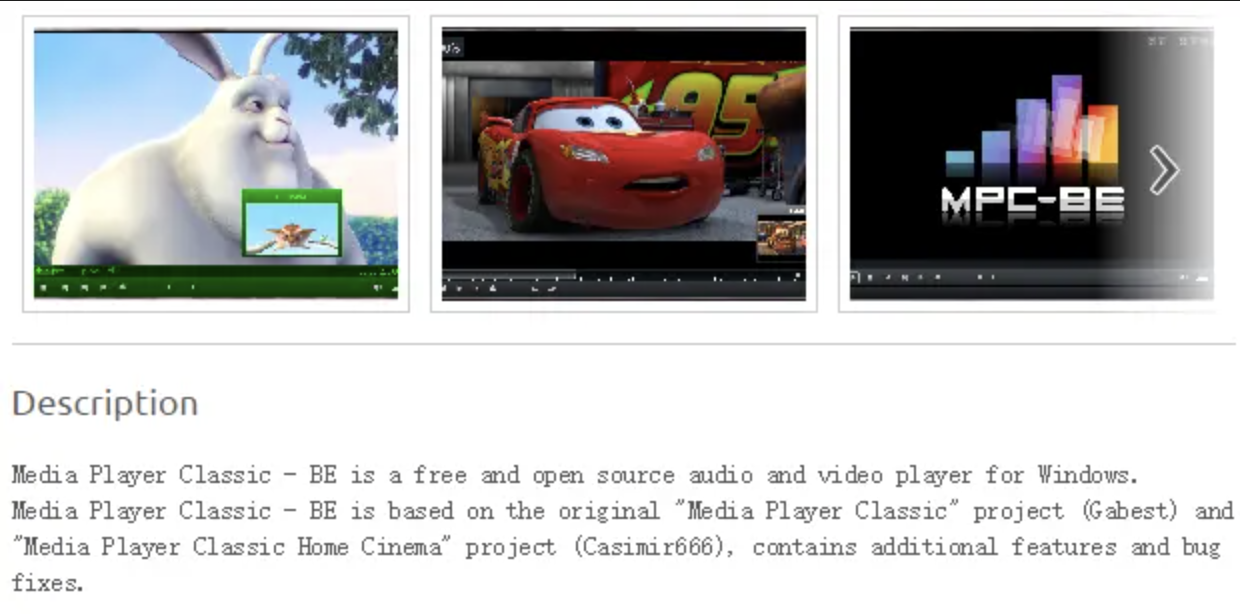 95
MPC-BE
Description
Media Player Classic - BE is a free and open source audio and video player for Windows.
Media Player Classic - BE is based on the original "Media Player Classic" project (Gabest) and
"Media Player Classic Home Cinema" project (Casimir666), contains additional features and bug
fixes.